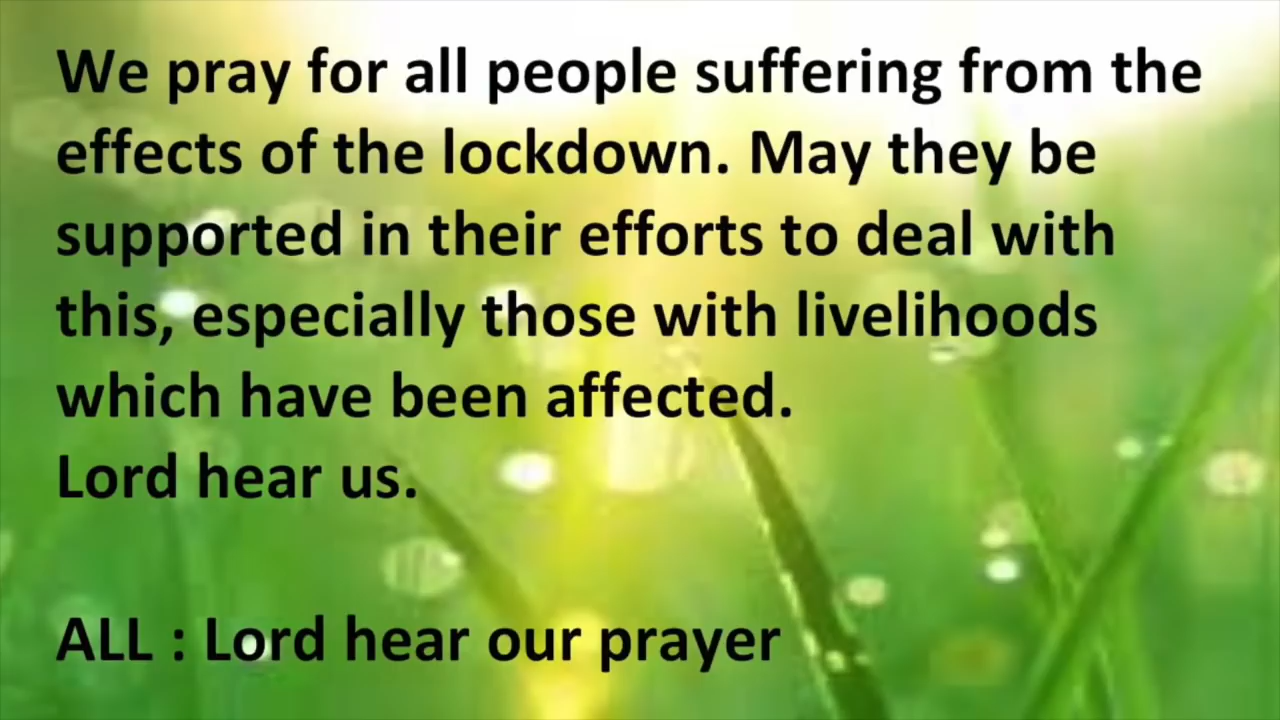 We pray for all people suffering from the
effects of the lockdown. May they be
supported in their efforts to deal with
this, especially those with livelihoods
which have been affected.
Lord hear us.
ALL : Lord hear our prayer